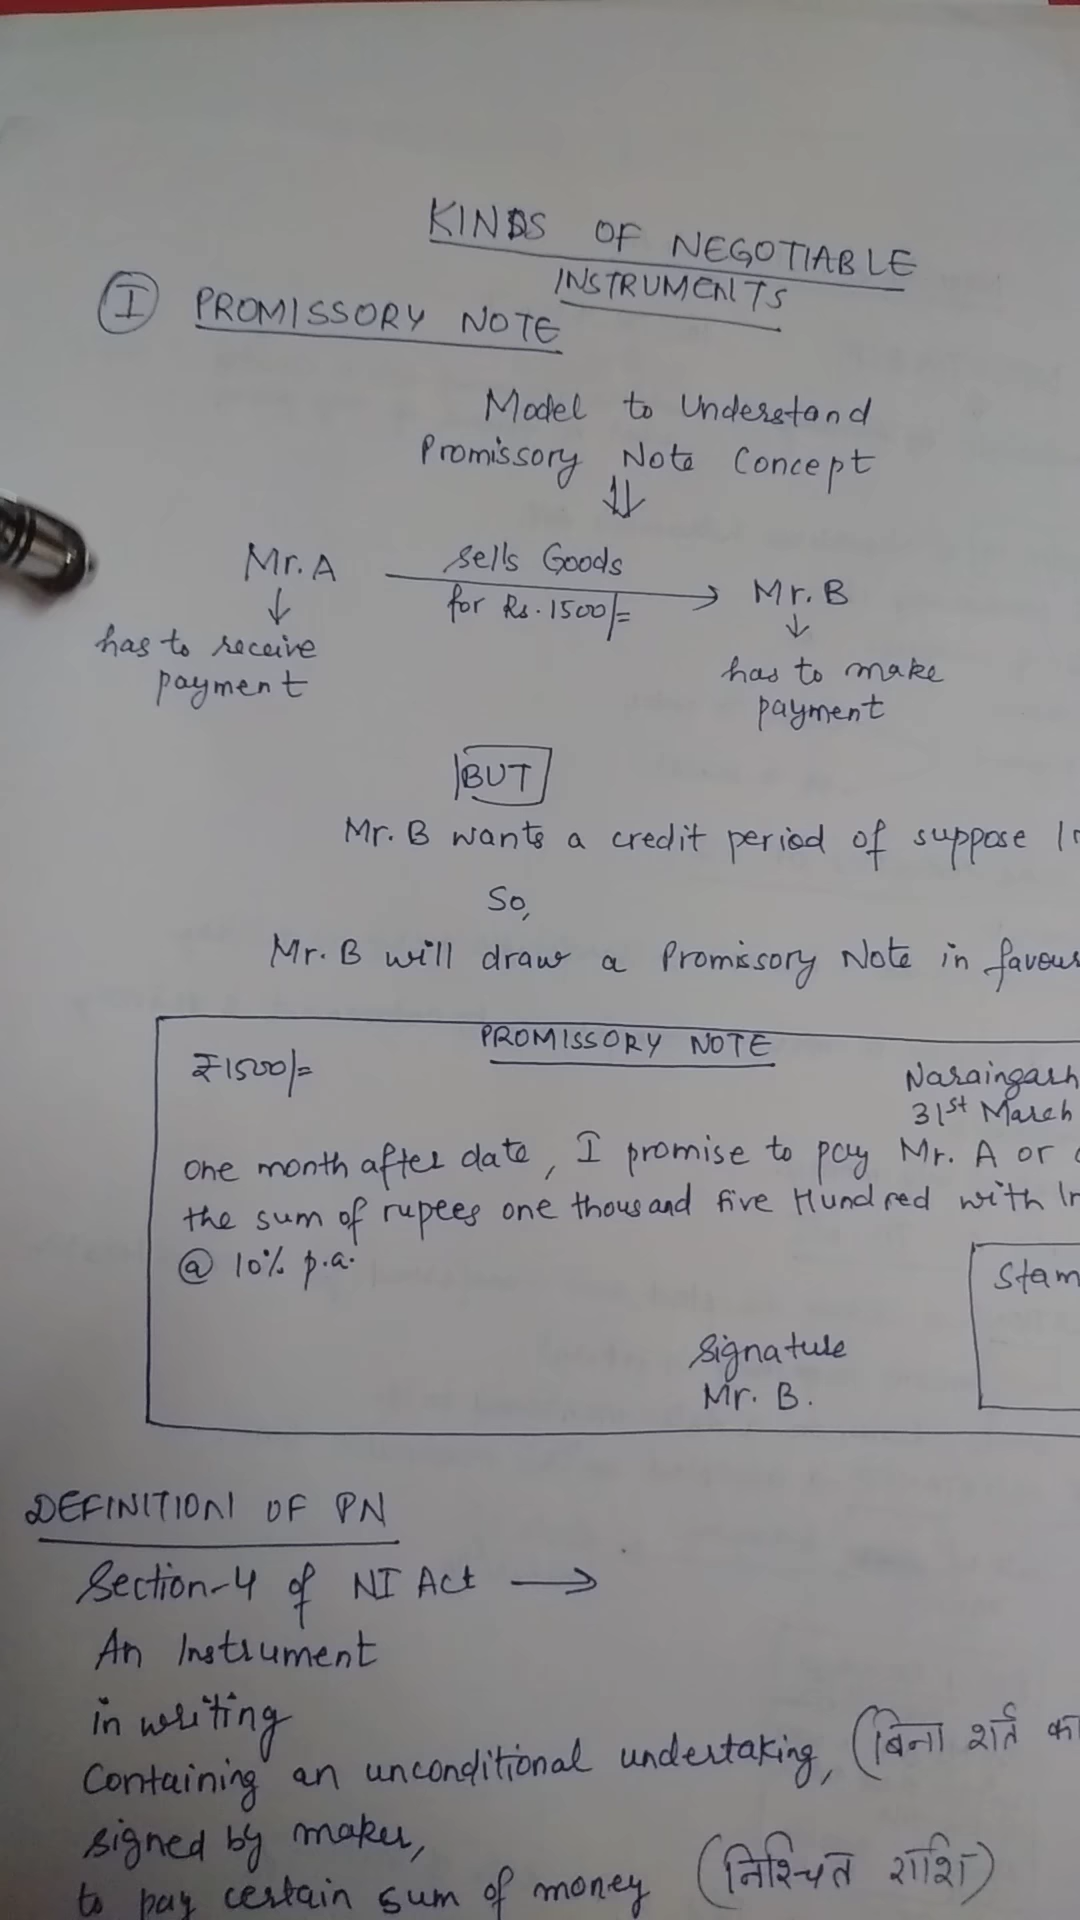 KINDS OF NEGOTIABLE
INSTRUMENTS
I PROMISSORY NOTE
Model to Understand
Promissory Note Concept
Mr. A sells Goods Mr. B
for Rs. 1500/=
has to receive
payment
has to make
payment
BUT
Mr. B wants a credit period of suppose
So,
Mr. B will draw a Promissory Note in favour
PROMISSORY NOTE
₹1500/=
Naraingarh
31st March
One month after date, I promise to pay Mr. A or
the sum of rupees one thousand five Hundred with
@ 10% p.a.
Stam
Signature
Mr. B.
DEFINITION OF PN
Section-4 of NI Act →
An Instrument
in writing
Containing an unconditional undertaking, (बिना शर्त का
signed by maker,
to pay certain sum of money (निश्चित राशि)